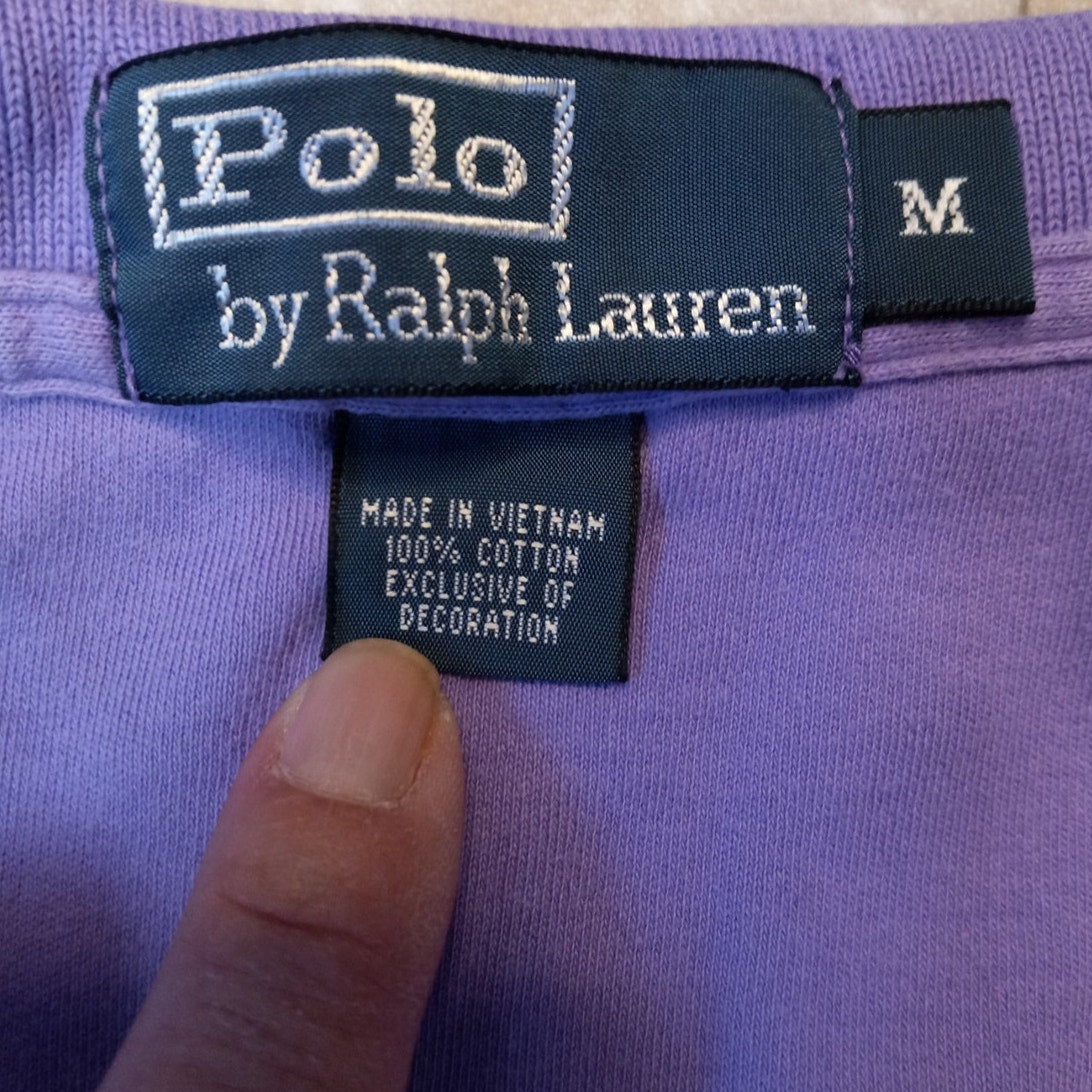 Polo
by Ralph Lauren
M
MADE IN VIETNAM
100% COTTON
EXCLUSIVE OF
DECORATION